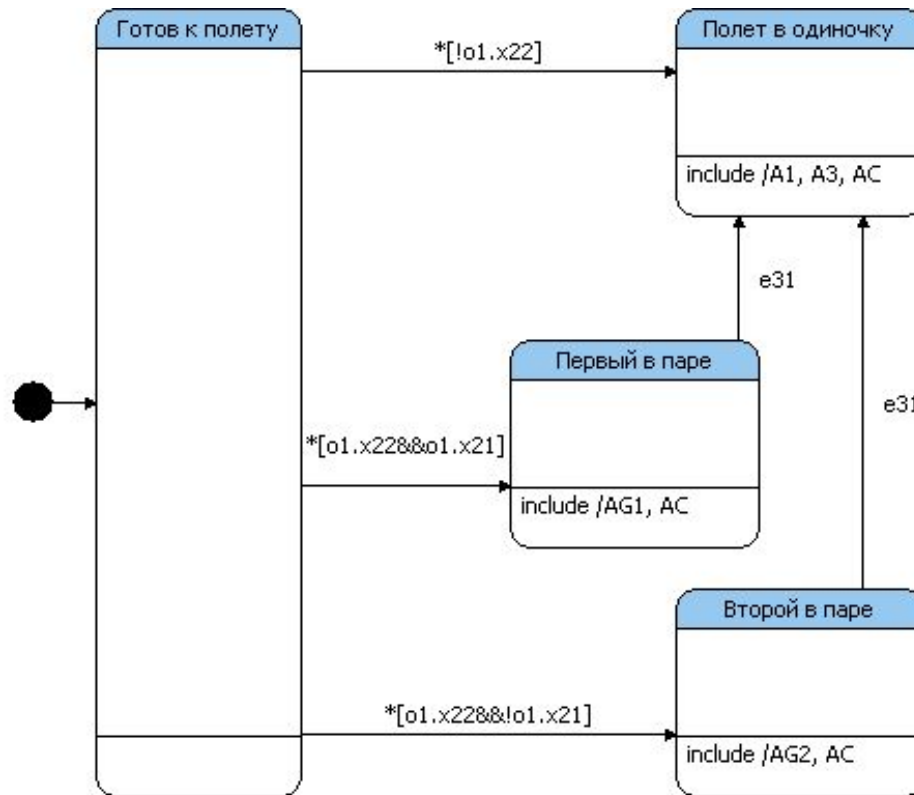 Готов к полету
Полет в одиночку
*[!o1.x22]
include /A1, A3, AC
e31
Первый в паре
e31
*[o1.x22&&o1.x21]
include /AG1, AC
Второй в паре
*[o1.x22&&!o1.x21]
include /AG2, AC